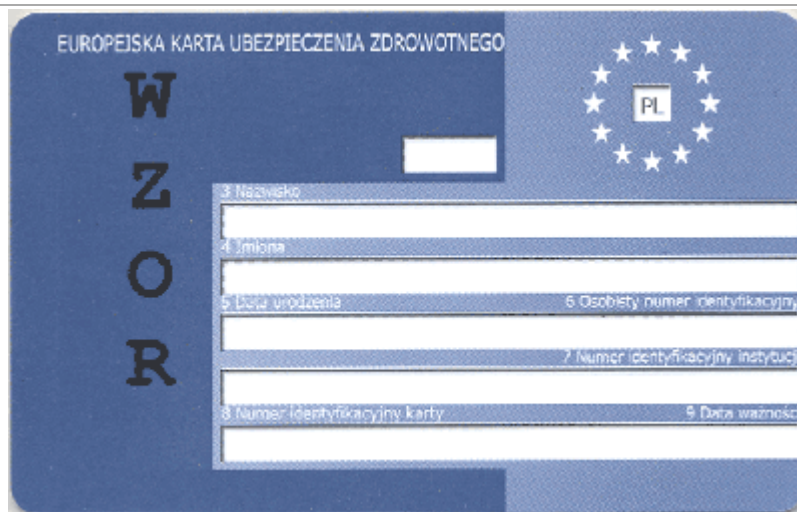 EUROPEJSKA KARTA UBEZPIECZENIA ZDROWOTNEGO
PL
W
Z
O
R
3 Nazwisko
4 Imiona
5 Data urodzenia 6 Osobisty numer identyfikacyjny
7 Numer identyfikacyjny instytucji
8 Numer identyfikacyjny karty 9 Data ważnośc